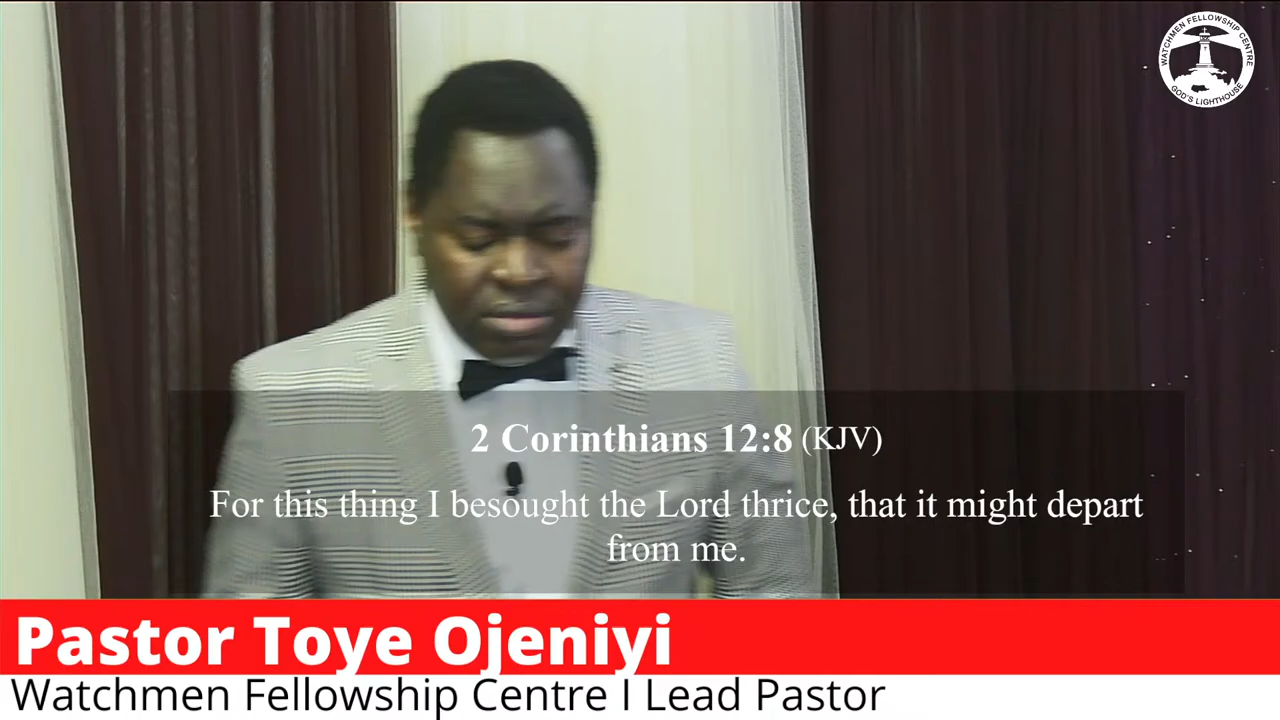 WATCHMEN FELLOWSHIP CENTRE
GOD'S LIGHTHOUSE
2 Corinthians 12:8 (KJV)
For this thing I besought the Lord thrice, that it might depart
from me.
Pastor Toye Ojeniyi
Watchmen Fellowship Centre I Lead Pastor